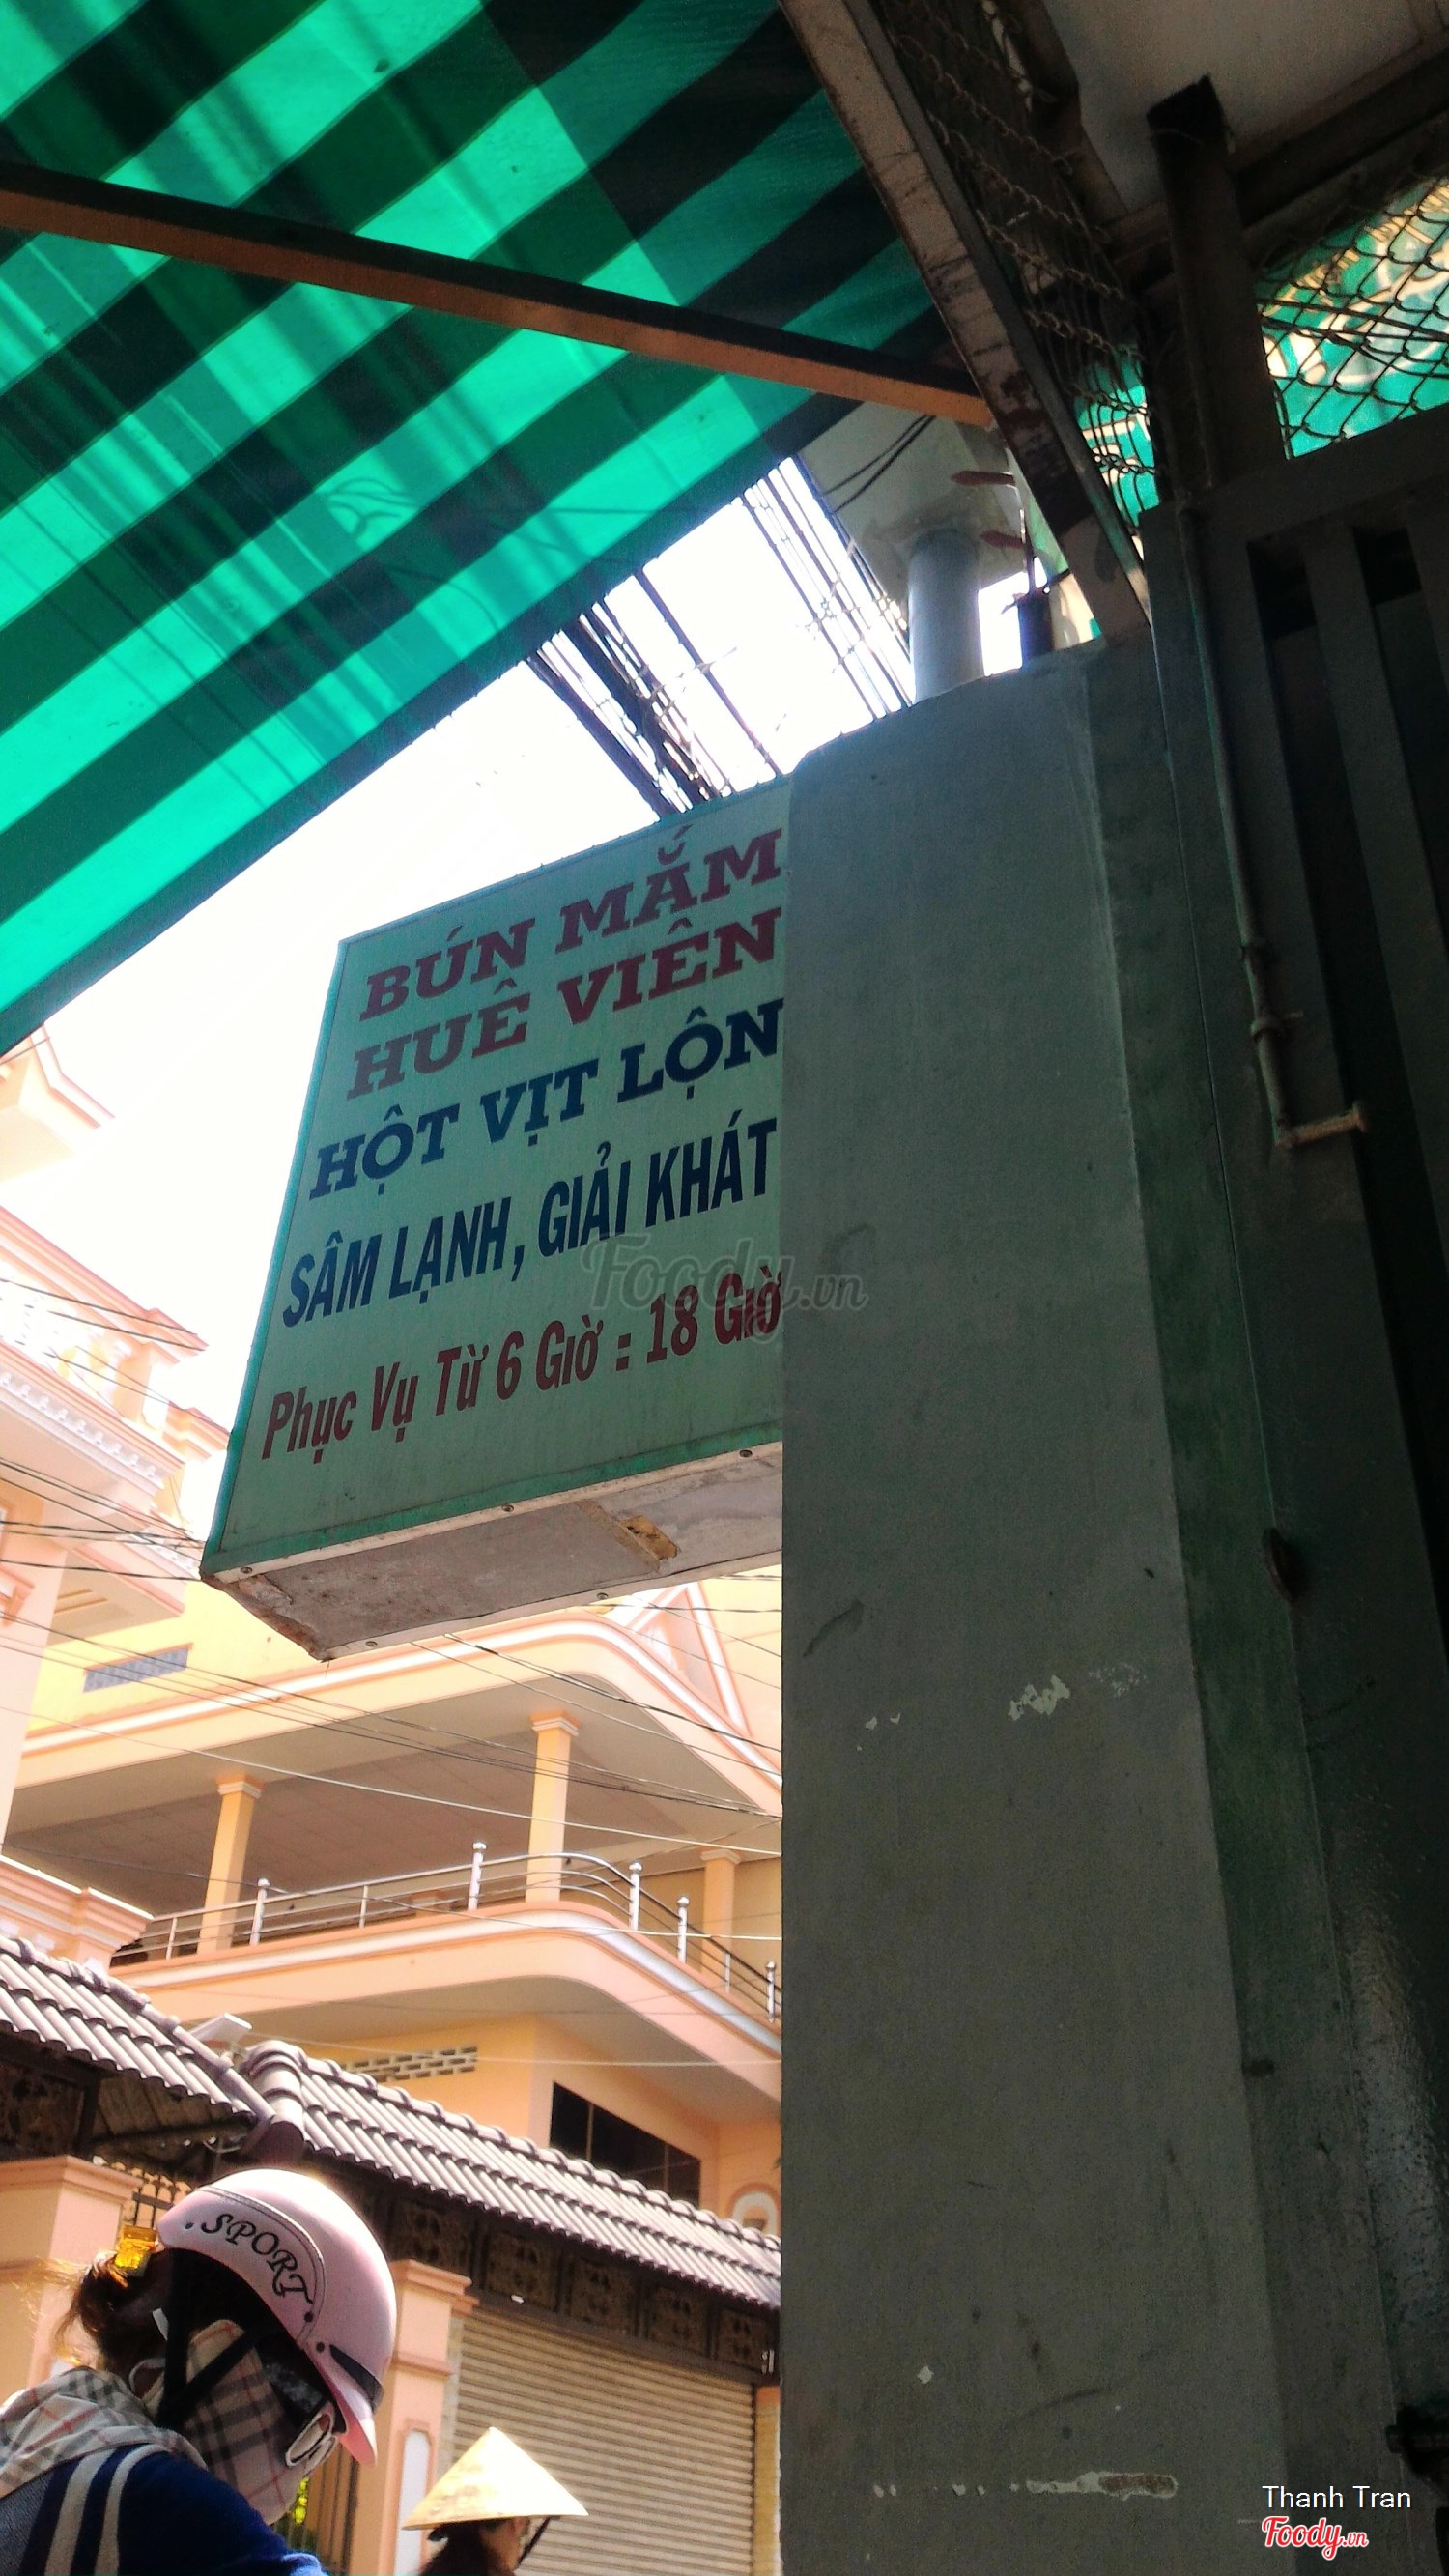 BÚN MẮM
HUÊ VIÊN
HỘT VỊT LỘN
SÂM LẠNH, GIẢI KHÁT
Phục Vụ Từ 6 Giờ : 18 Giờ
Foody.vn
SPORT
Thanh Tran
Foody.vn